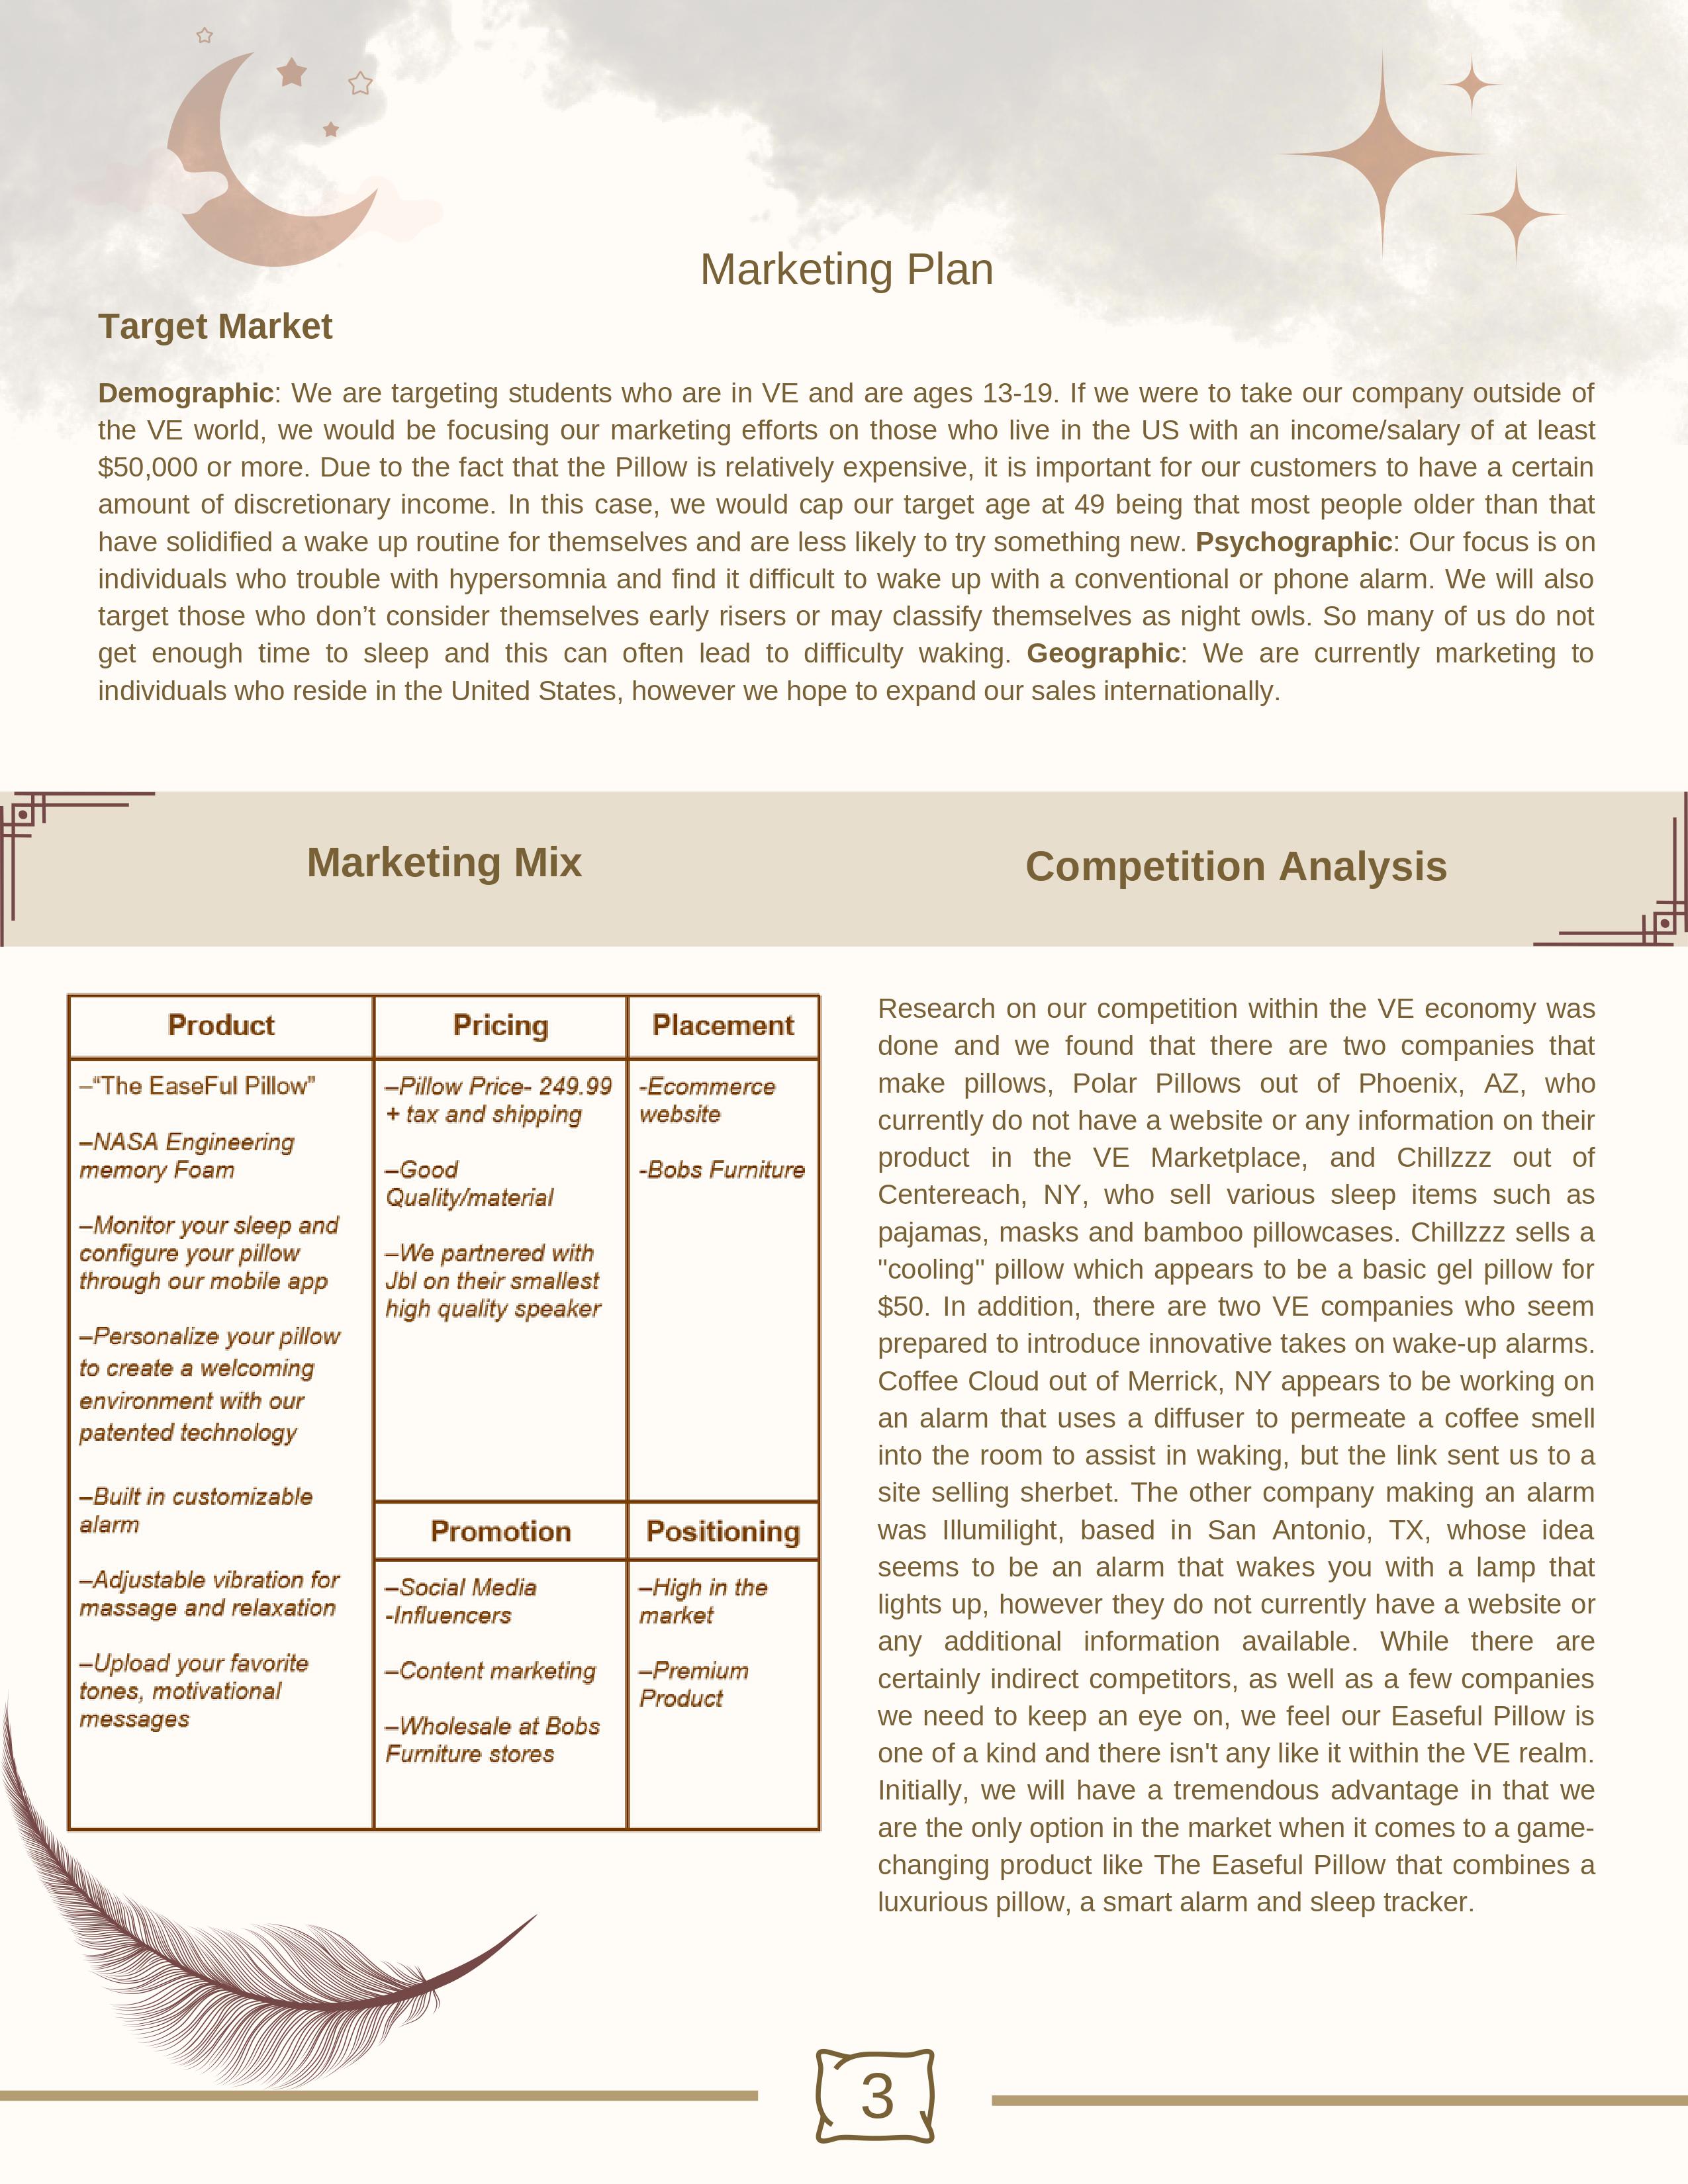 Marketing Plan
Target Market
Demographic: We are targeting students who are in VE and are ages 13-19. If we were to take our company outside of
the VE world, we would be focusing our marketing efforts on those who live in the US with an income/salary of at least
$50,000 or more. Due to the fact that the Pillow is relatively expensive, it is important for our customers to have a certain
amount of discretionary income. In this case, we would cap our target age at 49 being that most people older than that
have solidified a wake up routine for themselves and are less likely to try something new. Psychographic: Our focus is on
individuals who trouble with hypersomnia and find it difficult to wake up with a conventional or phone alarm. We will also
target those who don’t consider themselves early risers or may classify themselves as night owls. So many of us do not
get enough time to sleep and this can often lead to difficulty waking. Geographic: We are currently marketing to
individuals who reside in the United States, however we hope to expand our sales internationally.
Marketing Mix
Product
–“The EaseFul Pillow”
–NASA Engineering
memory Foam
–Monitor your sleep and
configure your pillow
through our mobile app
–Personalize your pillow
to create a welcoming
environment with our
patented technology
–Built in customizable
alarm
–Adjustable vibration for
massage and relaxation
–Upload your favorite
tones, motivational
messages
Pricing
–Pillow Price- 249.99
+ tax and shipping
–Good
Quality/material
–We partnered with
Jbl on their smallest
high quality speaker
Placement
-Ecommerce
website
-Bobs Furniture
Promotion
–Social Media
-Influencers
–Content marketing
–Wholesale at Bobs
Furniture stores
Positioning
–High in the
market
–Premium
Product
Competition Analysis
Research on our competition within the VE economy was
done and we found that there are two companies that
make pillows, Polar Pillows out of Phoenix, AZ, who
currently do not have a website or any information on their
product in the VE Marketplace, and Chillzzz out of
Centereach, NY, who sell various sleep items such as
pajamas, masks and bamboo pillowcases. Chillzzz sells a
"cooling" pillow which appears to be a basic gel pillow for
$50. In addition, there are two VE companies who seem
prepared to introduce innovative takes on wake-up alarms.
Coffee Cloud out of Merrick, NY appears to be working on
an alarm that uses a diffuser to permeate a coffee smell
into the room to assist in waking, but the link sent us to a
site selling sherbet. The other company making an alarm
was Illumilight, based in San Antonio, TX, whose idea
seems to be an alarm that wakes you with a lamp that
lights up, however they do not currently have a website or
any additional information available. While there are
certainly indirect competitors, as well as a few companies
we need to keep an eye on, we feel our Easeful Pillow is
one of a kind and there isn't any like it within the VE realm.
Initially, we will have a tremendous advantage in that we
are the only option in the market when it comes to a game-
changing product like The Easeful Pillow that combines a
luxurious pillow, a smart alarm and sleep tracker.
3